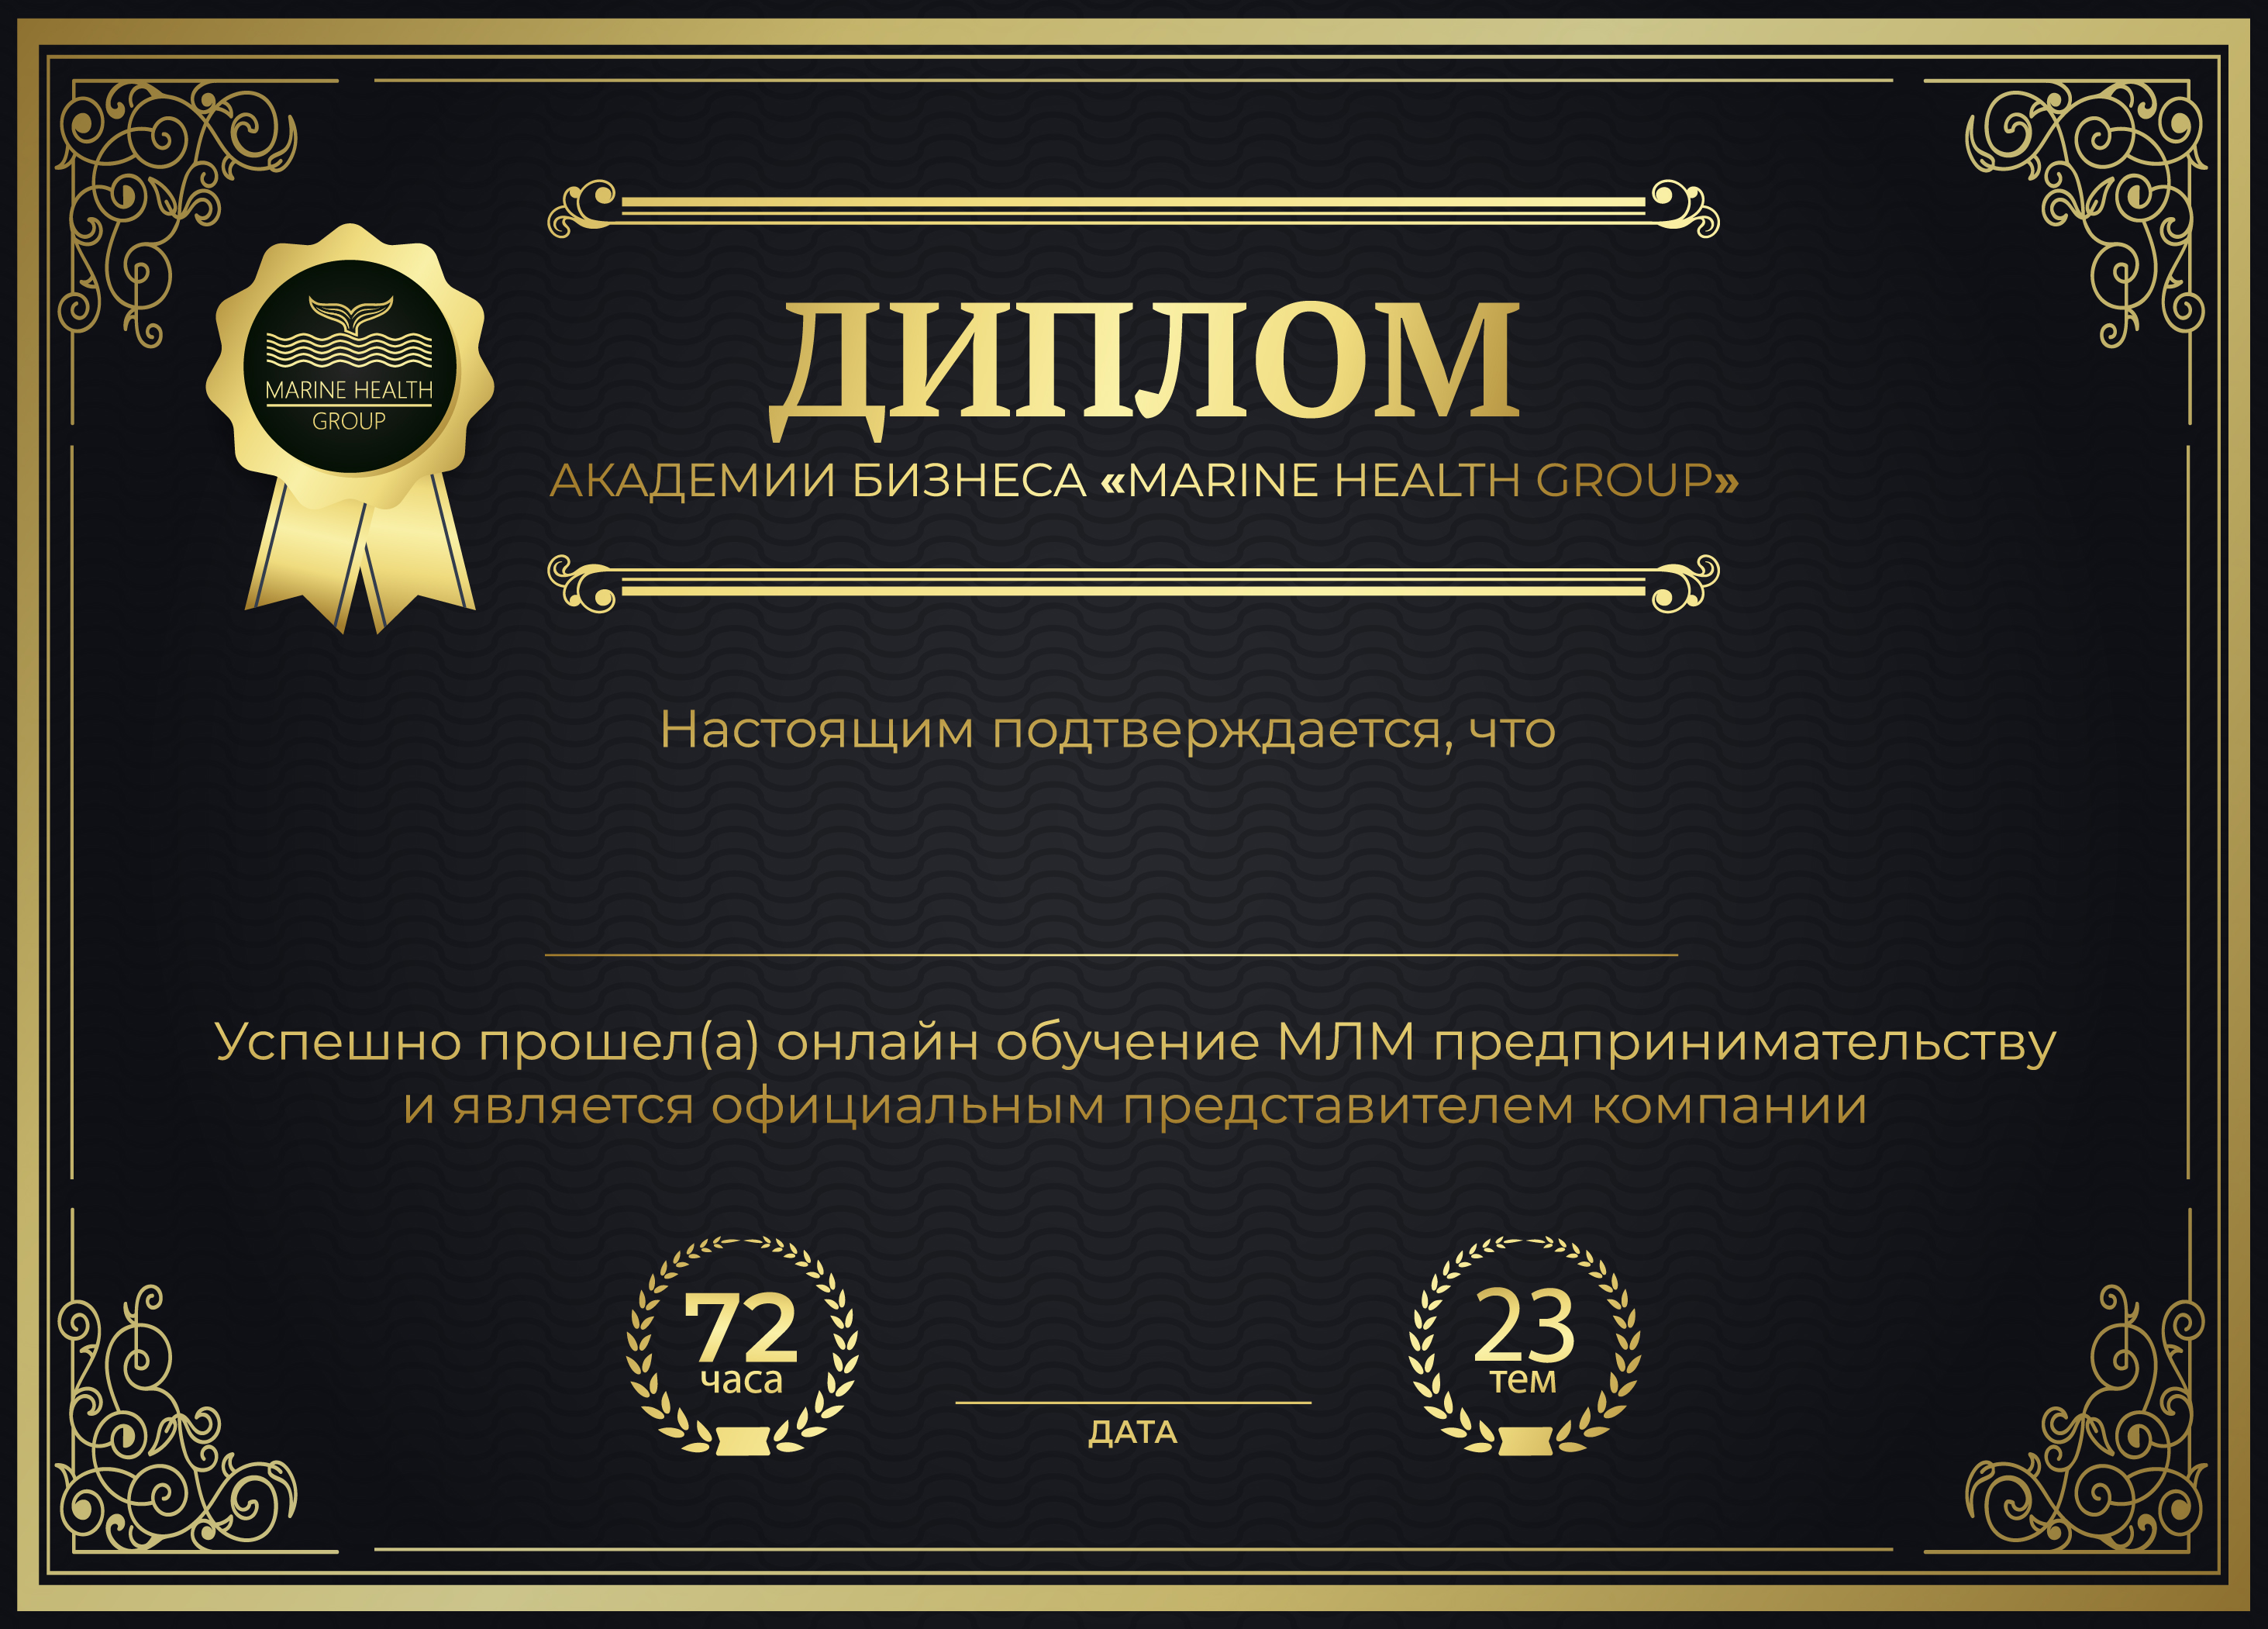 MARINE HEALTH
GROUP
ДИПЛОМ
АКАДЕМИИ БИЗНЕСА «MARINE HEALTH GROUP»
Настоящим подтверждается, что
Успешно прошел(а) онлайн обучение МЛМ предпринимательству
и является официальным представителем компании
72
часа
ДАТА
23
тем